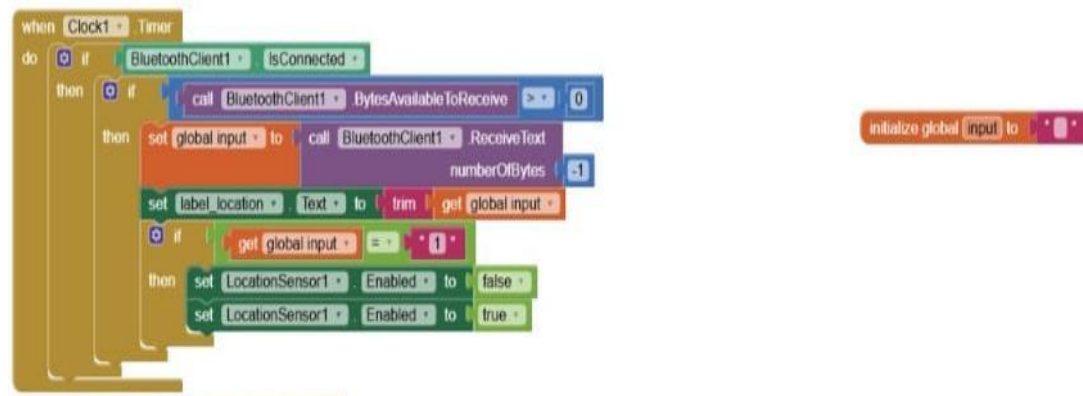 when Clock1 .Timer
do if BluetoothClient1 . IsConnected
then if call BluetoothClient1 .BytesAvailableToReceive > 0
then set global input to call BluetoothClient1 .ReceiveText
numberOfBytes -1
set label_location . Text to trim get global input
if get global input = " 1 "
then set LocationSensor1 . Enabled to false
set LocationSensor1 . Enabled to true
initialize global input to " "